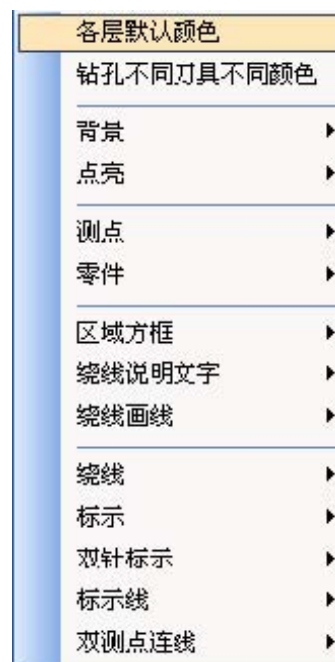 各层默认颜色
钻孔不同刀具不同颜色
背景
点亮
测点
零件
区域方框
绕线说明文字
绕线画线
绕线
标示
双针标示
标示线
双测点连线